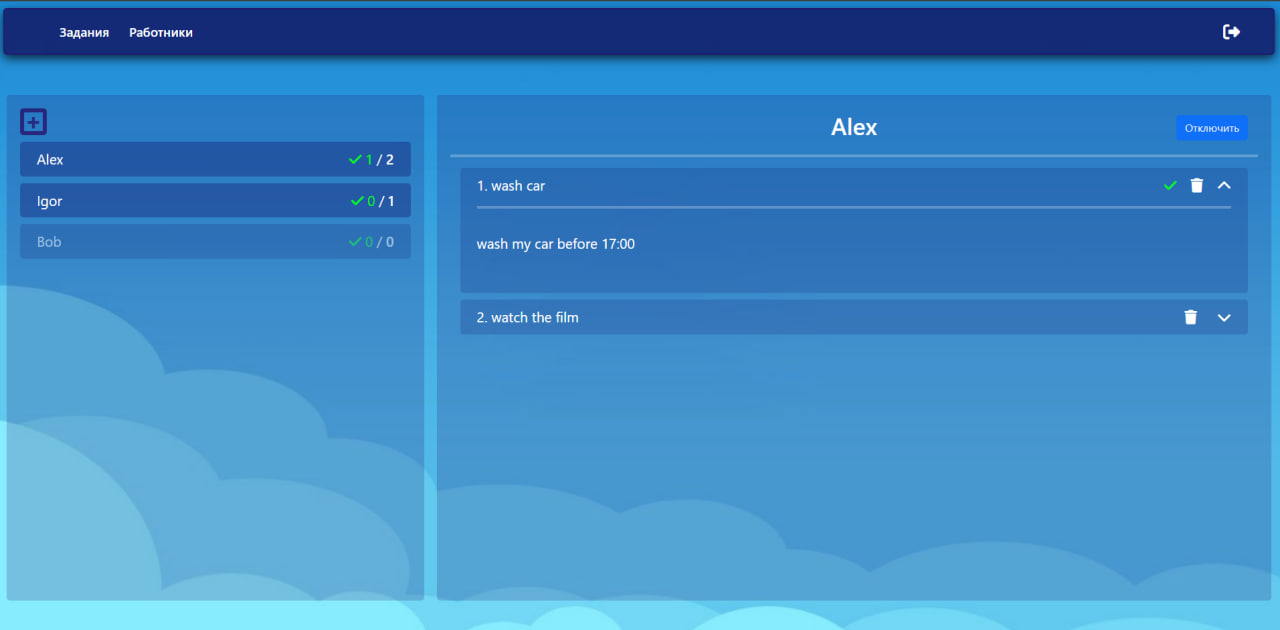 Задания Работники
Alex 1 / 2
Igor 0 / 1
Bob 0 / 0
Alex
Отключить
1. wash car
wash my car before 17:00
2. watch the film